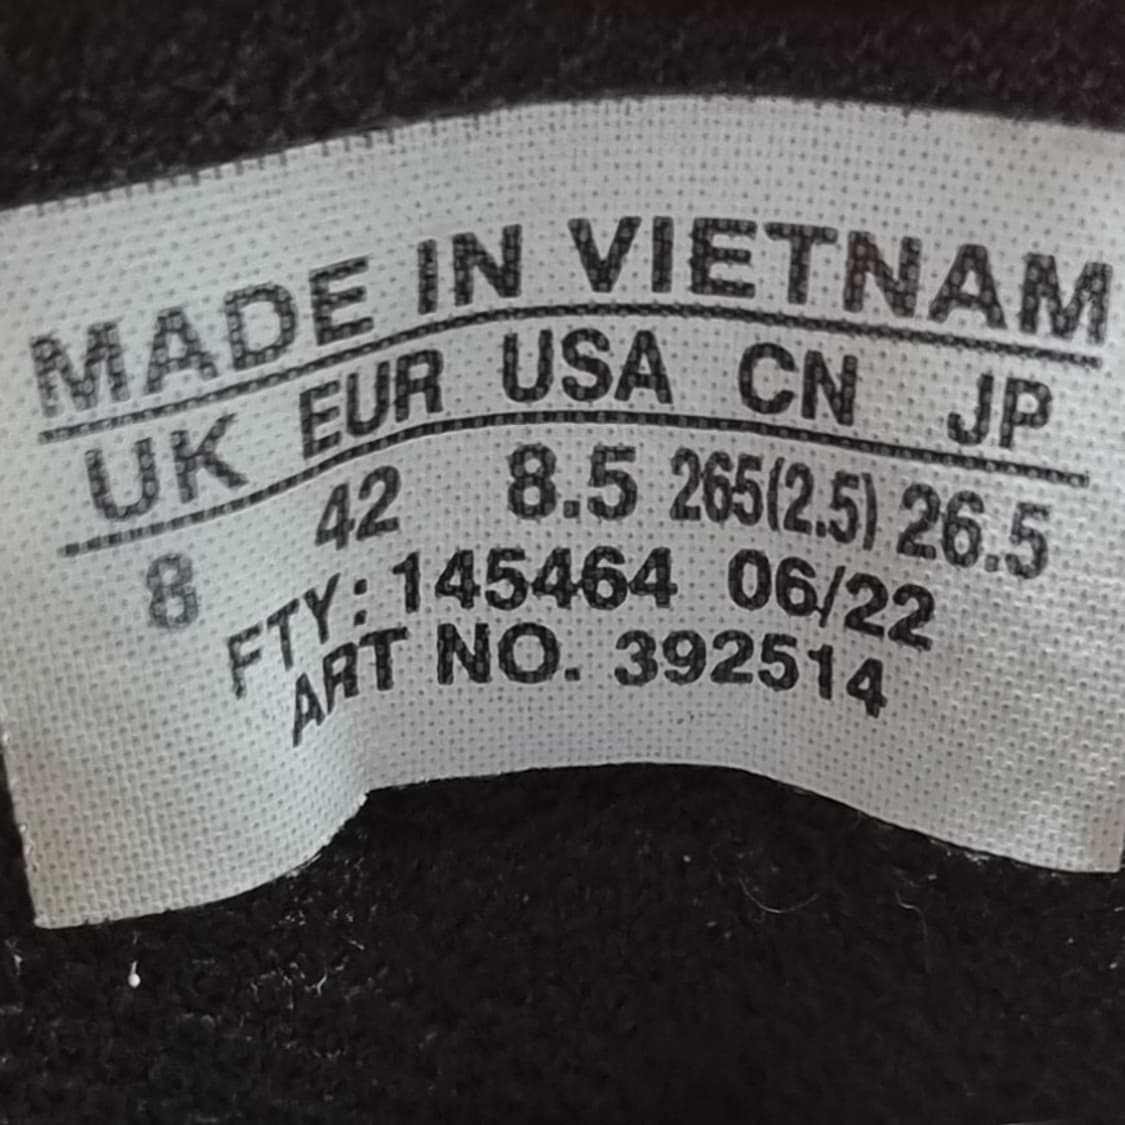 MADE IN VIETNAM
UK EUR USA CN JP
8 42 8.5 265(2.5) 26.5
FTY: 145464 06/22
ART NO. 392514